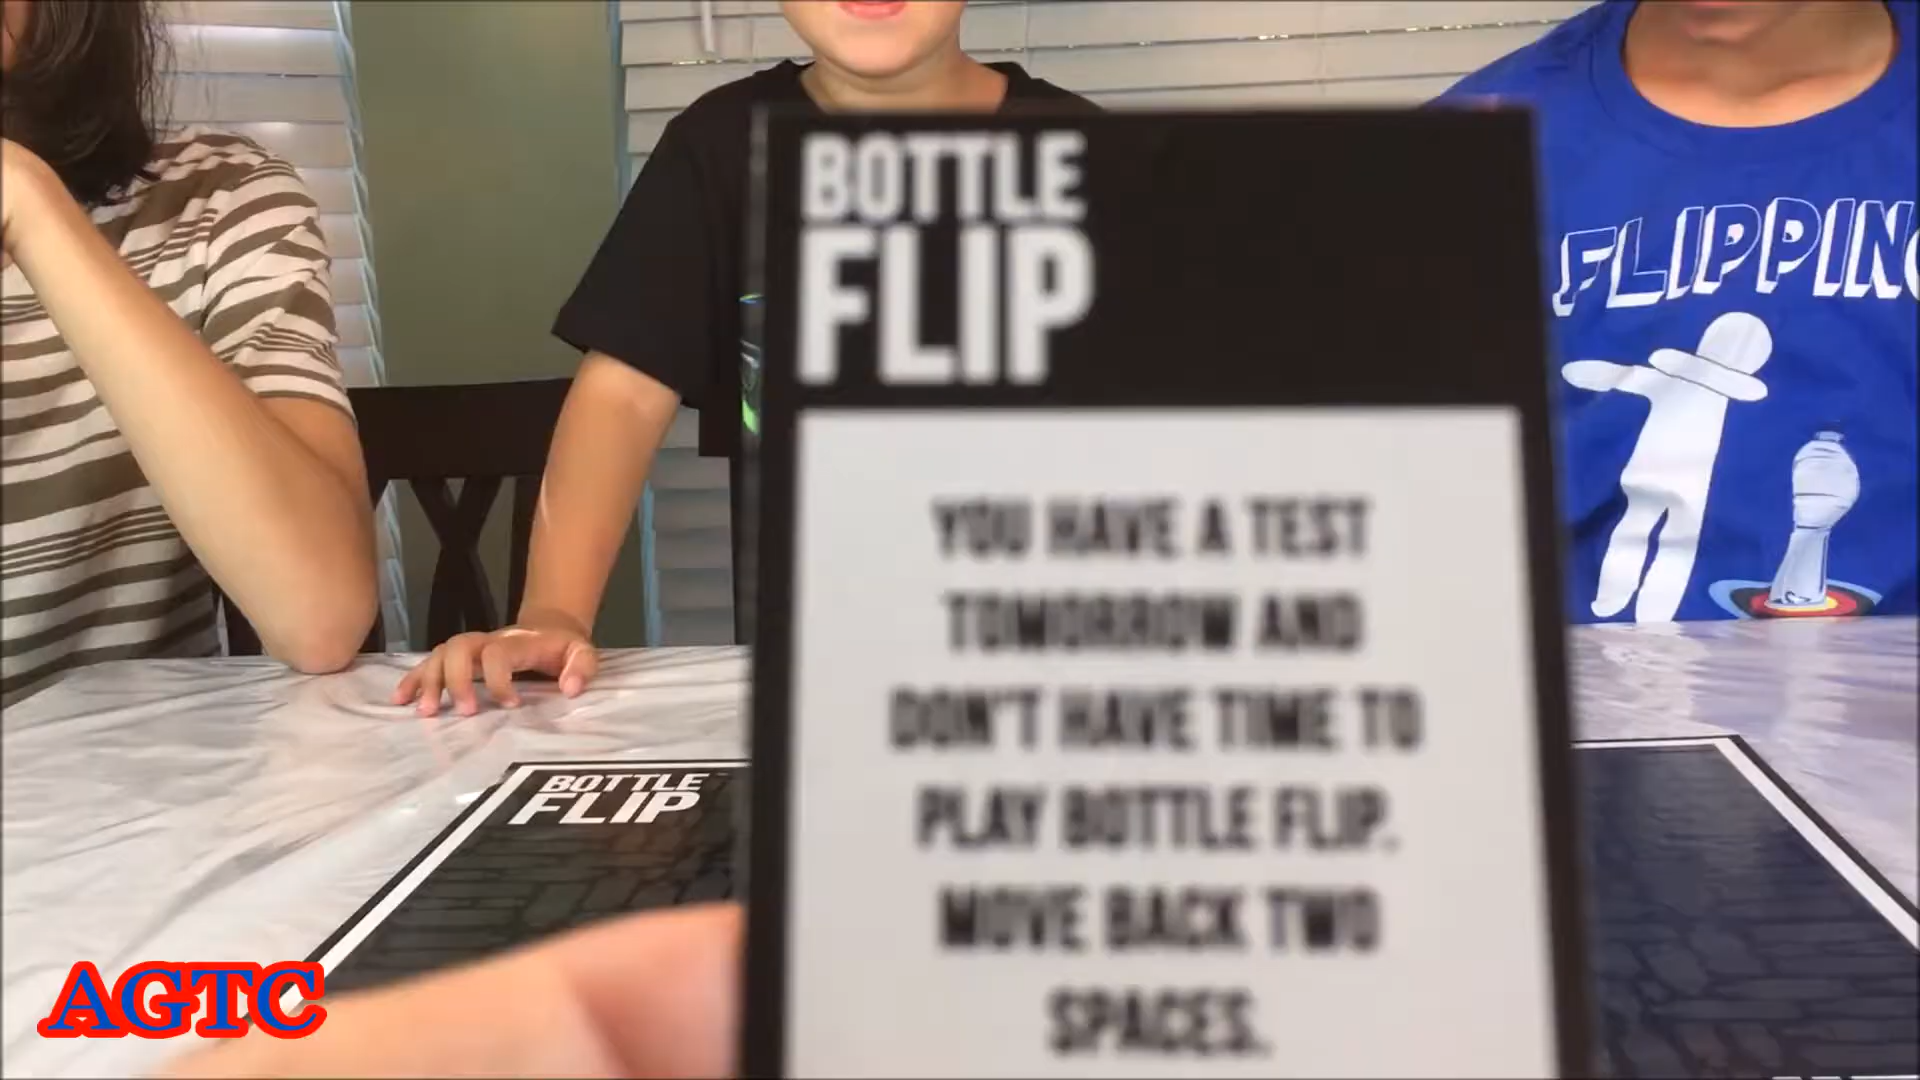 BOTTLE
FLIP
YOU HAVE A TEST
TOMORROW AND
DON'T HAVE TIME TO
PLAY BOTTLE FLIP.
MOVE BACK TWO
SPACES.
FLIPPING
BOTTLE
FLIP
AGTC